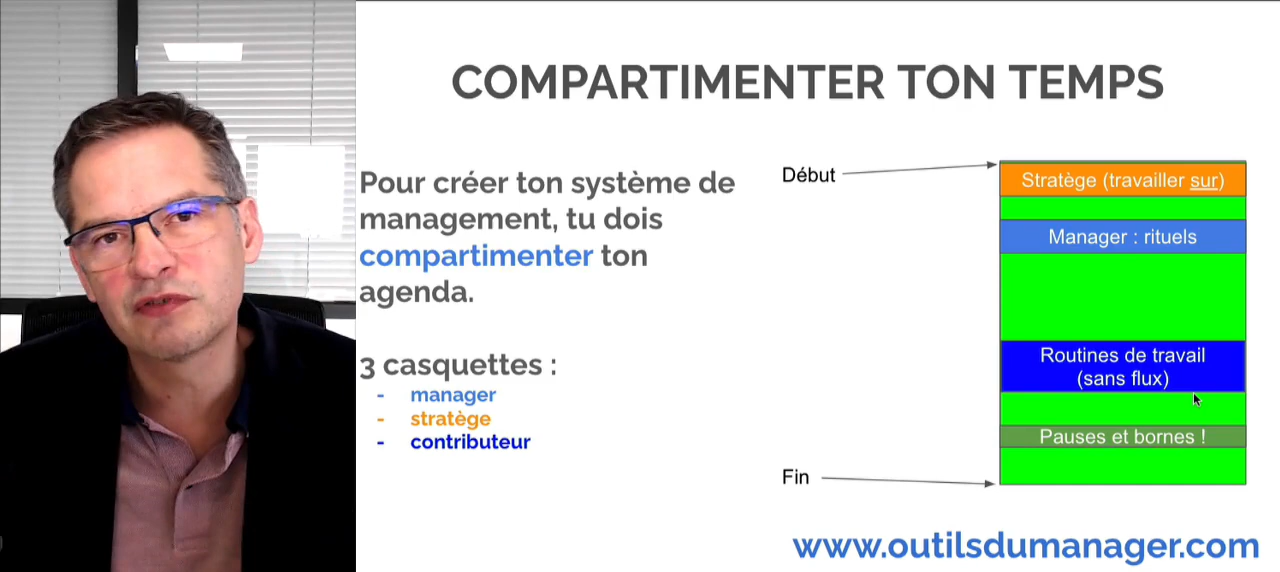 COMPARTIMENTER TON TEMPS
Pour créer ton système de
management, tu dois
compartimenter ton
agenda.
3 casquettes :
- manager
- stratège
- contributeur
Début
Stratège (travailler sur)
Manager : rituels
Routines de travail
(sans flux)
Pauses et bornes !
Fin
www.outilsdumanager.com